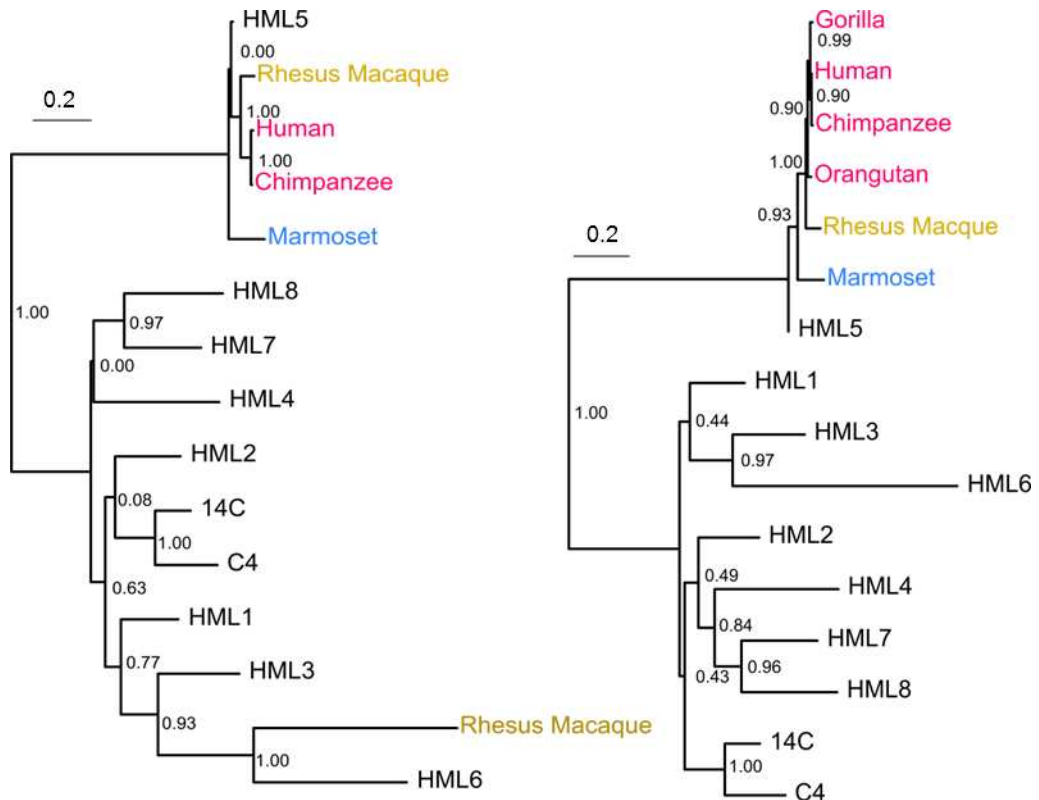 HML5
0.00
Rhesus Macaque
0.2
1.00
Human
1.00
Chimpanzee
Marmoset
HML8
1.00
0.97
HML7
0.00
HML4
HML2
0.08
14C
1.00
C4
0.63
HML1
0.77
HML3
0.93
Rhesus Macaque
1.00
HML6
Gorilla
0.99
Human
0.90
0.90
Chimpanzee
1.00
Orangutan
0.93
Rhesus Macque
0.2
Marmoset
HML5
HML1
1.00
0.44
HML3
0.97
HML6
HML2
0.49
HML4
0.84
HML7
0.43
0.96
HML8
14C
1.00
C4